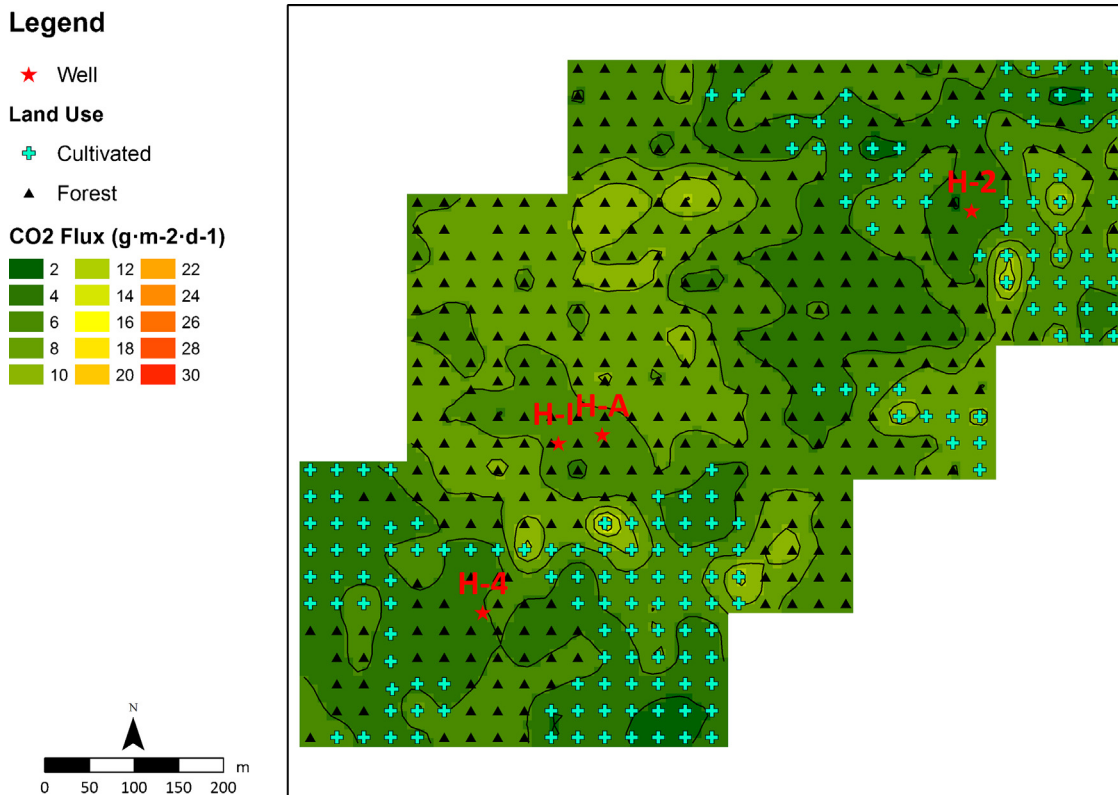 Legend
Well
Land Use
Cultivated
Forest
CO2 Flux (g·m-2·d-1)
2 12 22
4 14 24
6 16 26
8 18 28
10 20 30
N
0 50 100 150 200 m
H-2
H-I H-A
H-4